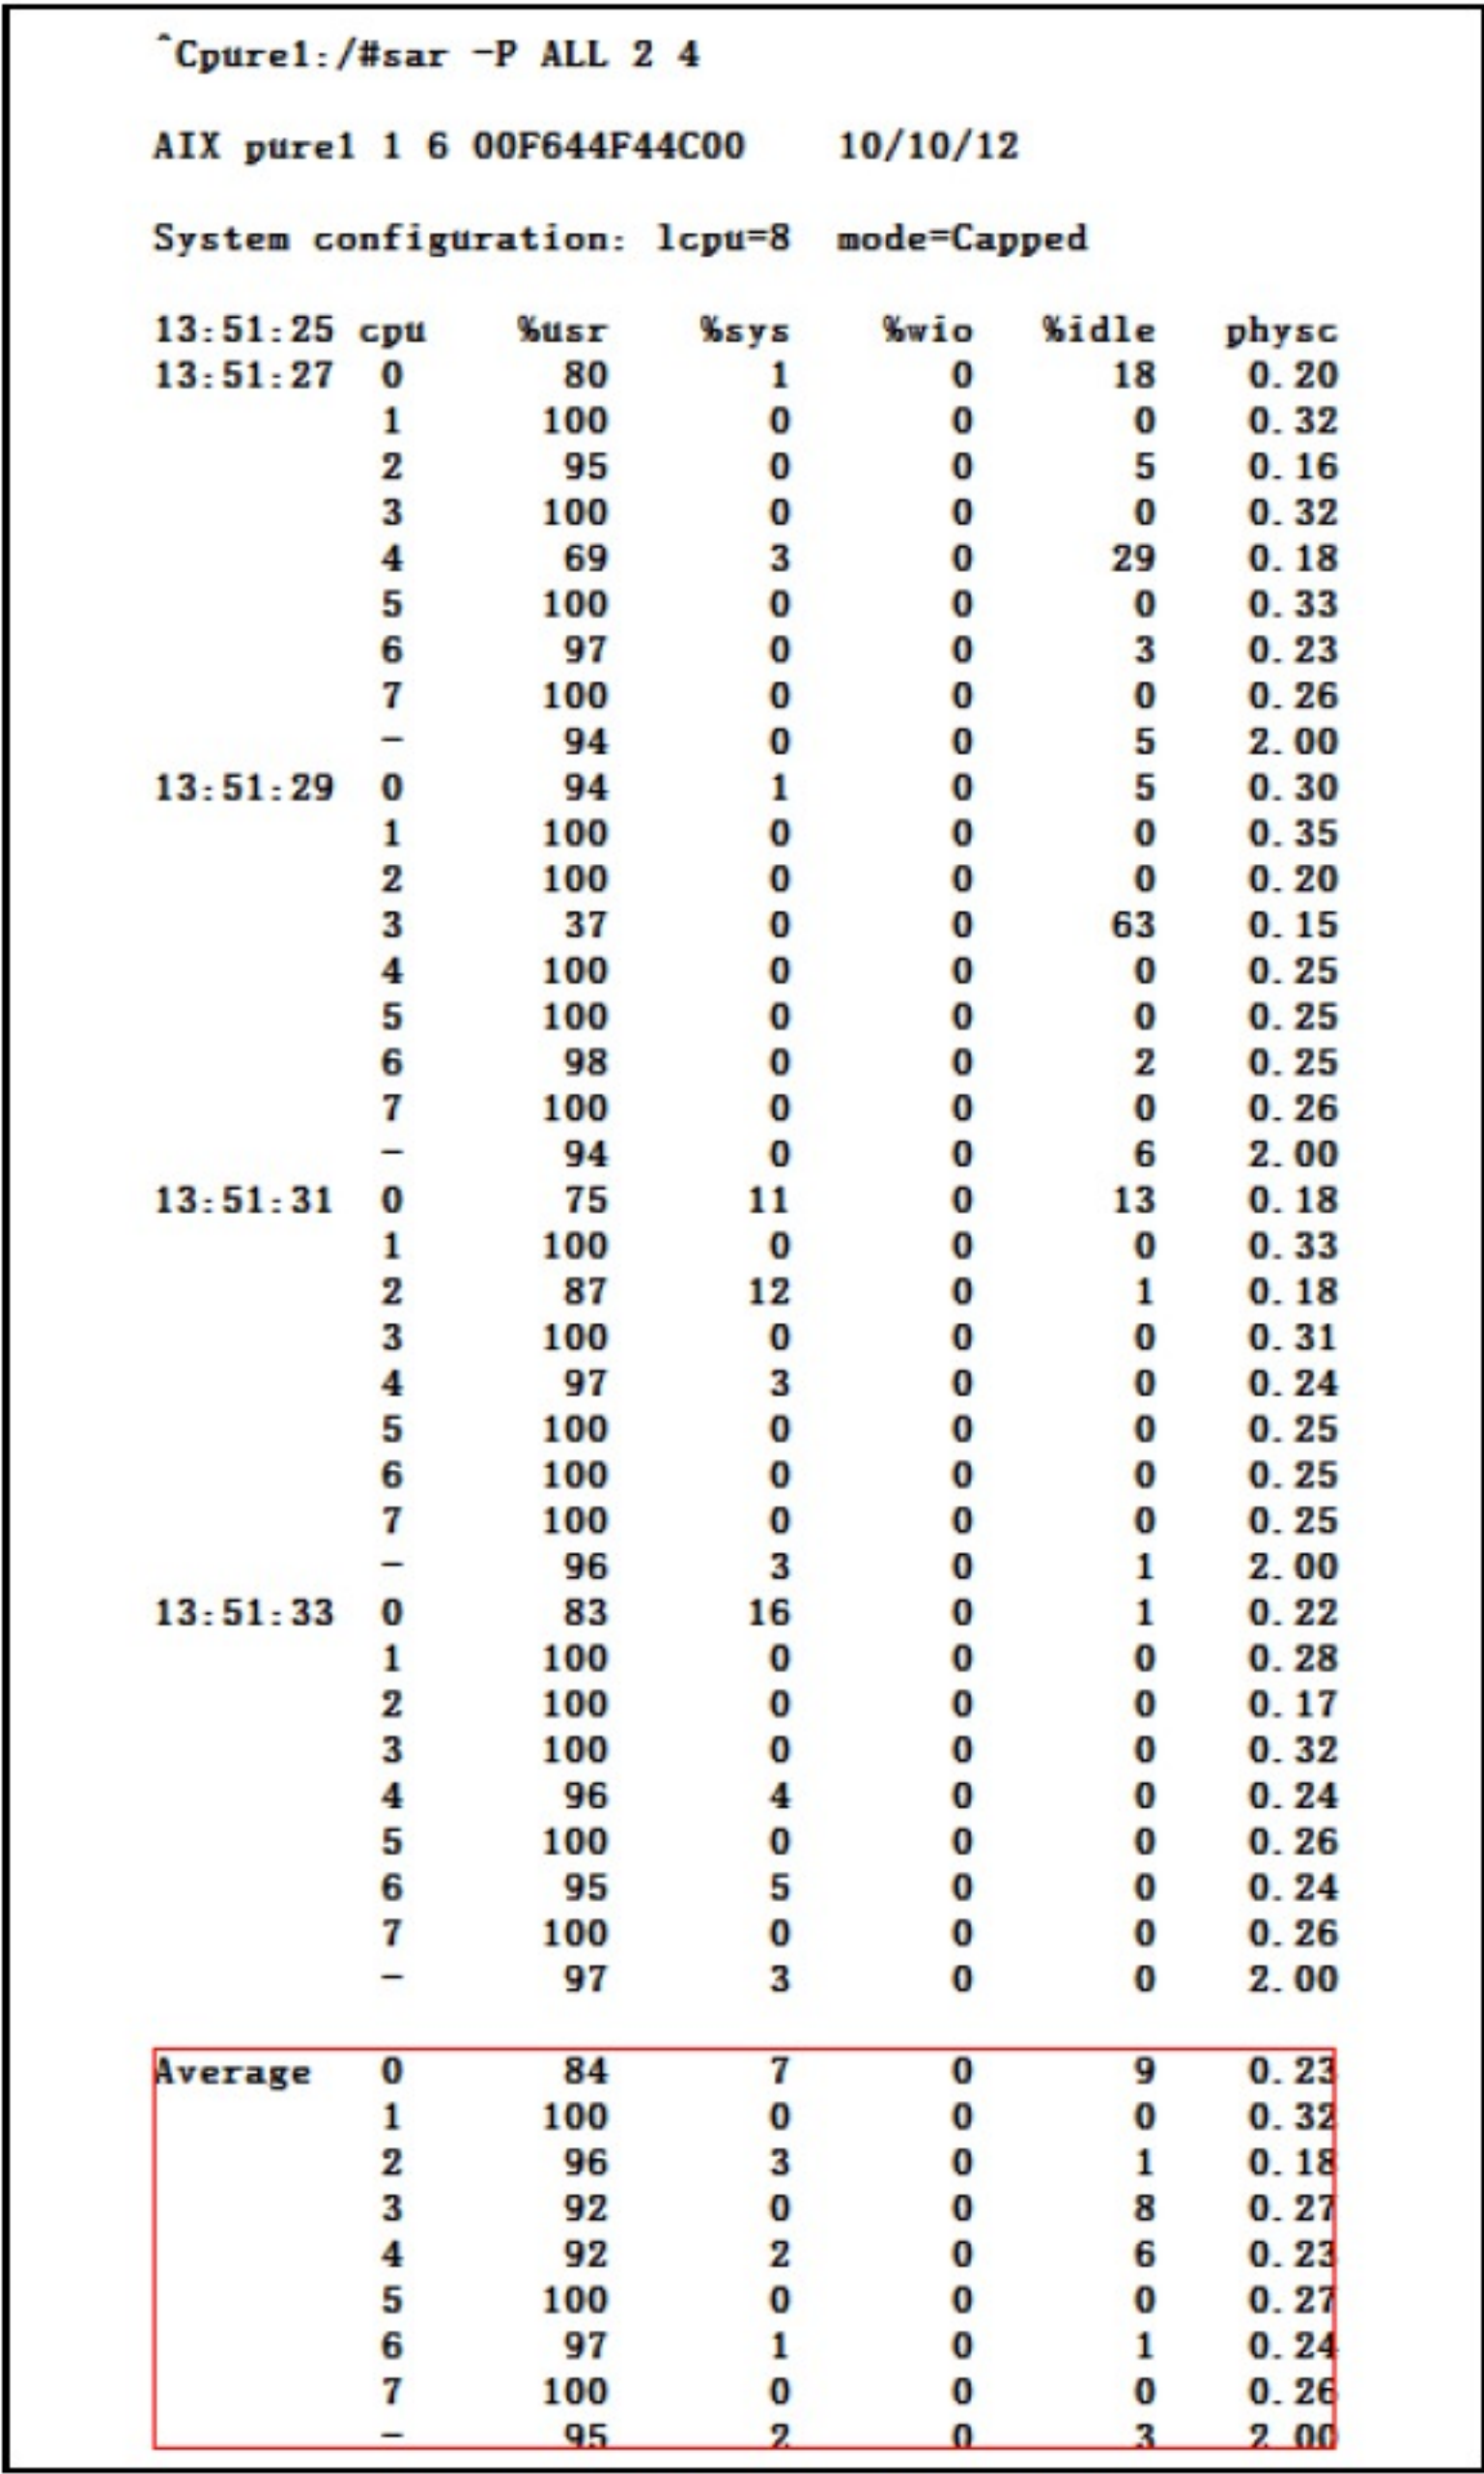 ^Cpure1:/#sar -P ALL 2 4
AIX pure1 1 6 00F644F44C00 10/10/12
System configuration: lcpu=8 mode=Capped
13:51:25 cpu %usr %sys %wio %idle physc
13:51:27 0 80 1 0 18 0.20
1 100 0 0 0 0.32
2 95 0 0 5 0.16
3 100 0 0 0 0.32
4 69 3 0 29 0.18
5 100 0 0 0 0.33
6 97 0 0 3 0.23
7 100 0 0 0 0.26
- 94 0 0 5 2.00
13:51:29 0 94 1 0 5 0.30
1 100 0 0 0 0.35
2 100 0 0 0 0.20
3 37 0 0 63 0.15
4 100 0 0 0 0.25
5 100 0 0 0 0.25
6 98 0 0 2 0.25
7 100 0 0 0 0.26
- 94 0 0 6 2.00
13:51:31 0 75 11 0 13 0.18
1 100 0 0 0 0.33
2 87 12 0 1 0.18
3 100 0 0 0 0.31
4 97 3 0 0 0.24
5 100 0 0 0 0.25
6 100 0 0 0 0.25
7 100 0 0 0 0.25
- 96 3 0 1 2.00
13:51:33 0 83 16 0 1 0.22
1 100 0 0 0 0.28
2 100 0 0 0 0.17
3 100 0 0 0 0.32
4 96 4 0 0 0.24
5 100 0 0 0 0.26
6 95 5 0 0 0.24
7 100 0 0 0 0.26
- 97 3 0 0 2.00
Average 0 84 7 0 9 0.23
1 100 0 0 0 0.32
2 96 3 0 1 0.18
3 92 0 0 8 0.27
4 92 2 0 6 0.23
5 100 0 0 0 0.27
6 97 1 0 1 0.24
7 100 0 0 0 0.26
- 95 2 0 3 2.00